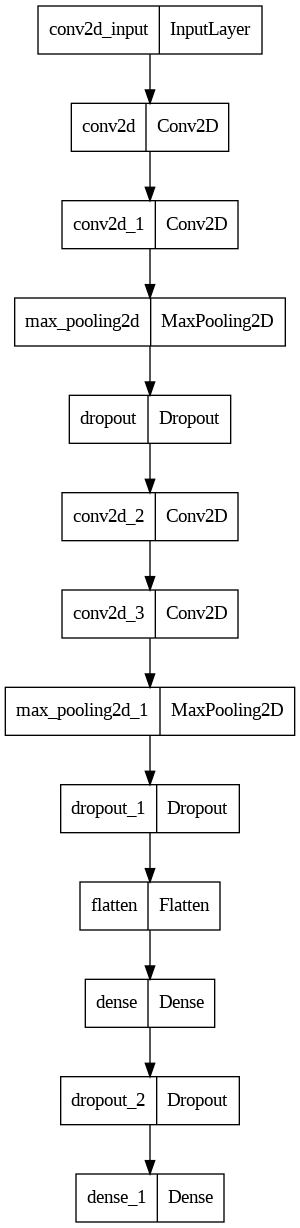 conv2d_input InputLayer
conv2d Conv2D
conv2d_1 Conv2D
max_pooling2d MaxPooling2D
dropout Dropout
conv2d_2 Conv2D
conv2d_3 Conv2D
max_pooling2d_1 MaxPooling2D
dropout_1 Dropout
flatten Flatten
dense Dense
dropout_2 Dropout
dense_1 Dense